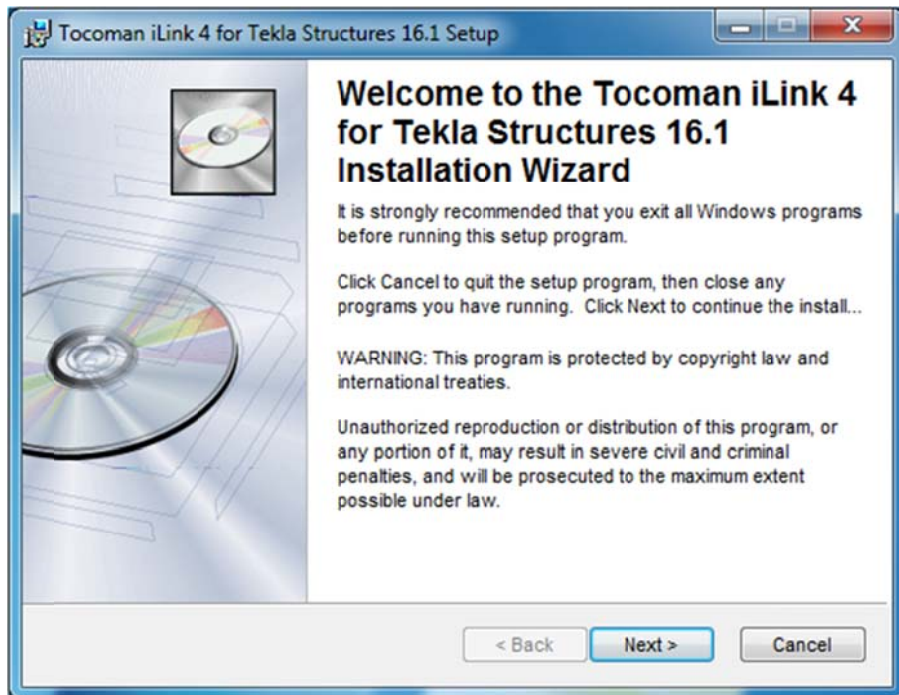 Tocoman iLink 4 for Tekla Structures 16.1 Setup
Welcome to the Tocoman iLink 4
for Tekla Structures 16.1
Installation Wizard
It is strongly recommended that you exit all Windows programs
before running this setup program.
Click Cancel to quit the setup program, then close any
programs you have running.  Click Next to continue the install...
WARNING: This program is protected by copyright law and
international treaties.
Unauthorized reproduction or distribution of this program, or
any portion of it, may result in severe civil and criminal
penalties, and will be prosecuted to the maximum extent
possible under law.
< Back Next > Cancel